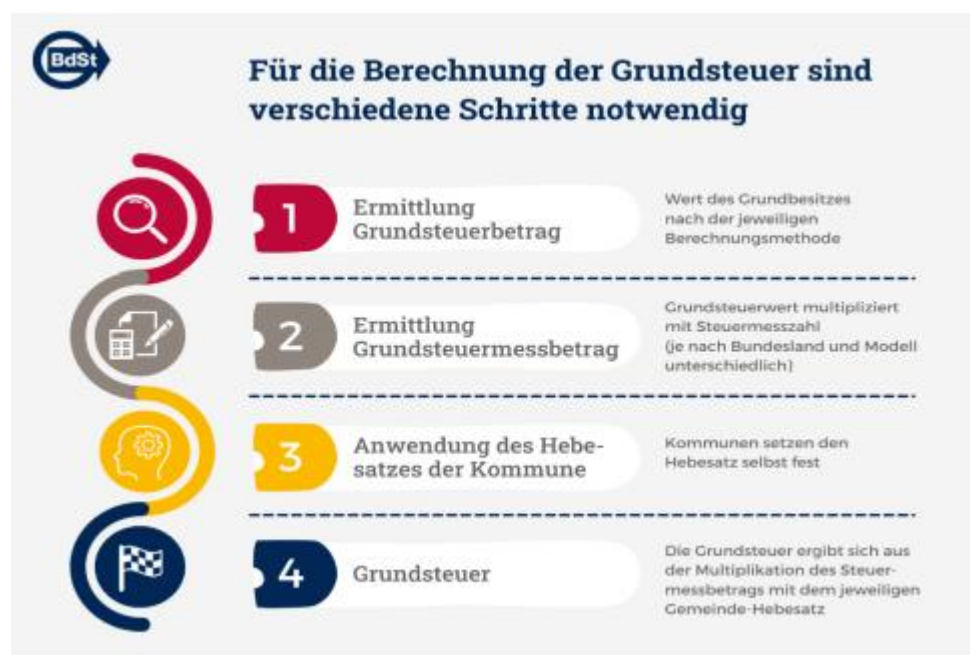 BdSt
Für die Berechnung der Grundsteuer sind
verschiedene Schritte notwendig
1
Ermittlung
Grundsteuerbetrag
Wert des Grundbesitzes
nach der jeweiligen
Berechnungsmethode
2
Ermittlung
Grundsteuermessbetrag
Grundsteuerwert multipliziert
mit Steuermesszahl
(je nach Bundesland und Modell
unterschiedlich)
3
Anwendung des Hebe-
satzes der Kommune
Kommunen setzen den
Hebesatz selbst fest
4
Grundsteuer
Die Grundsteuer ergibt sich aus
der Multiplikation des Steuer-
messbetrags mit dem jeweiligen
Gemeinde-Hebesatz